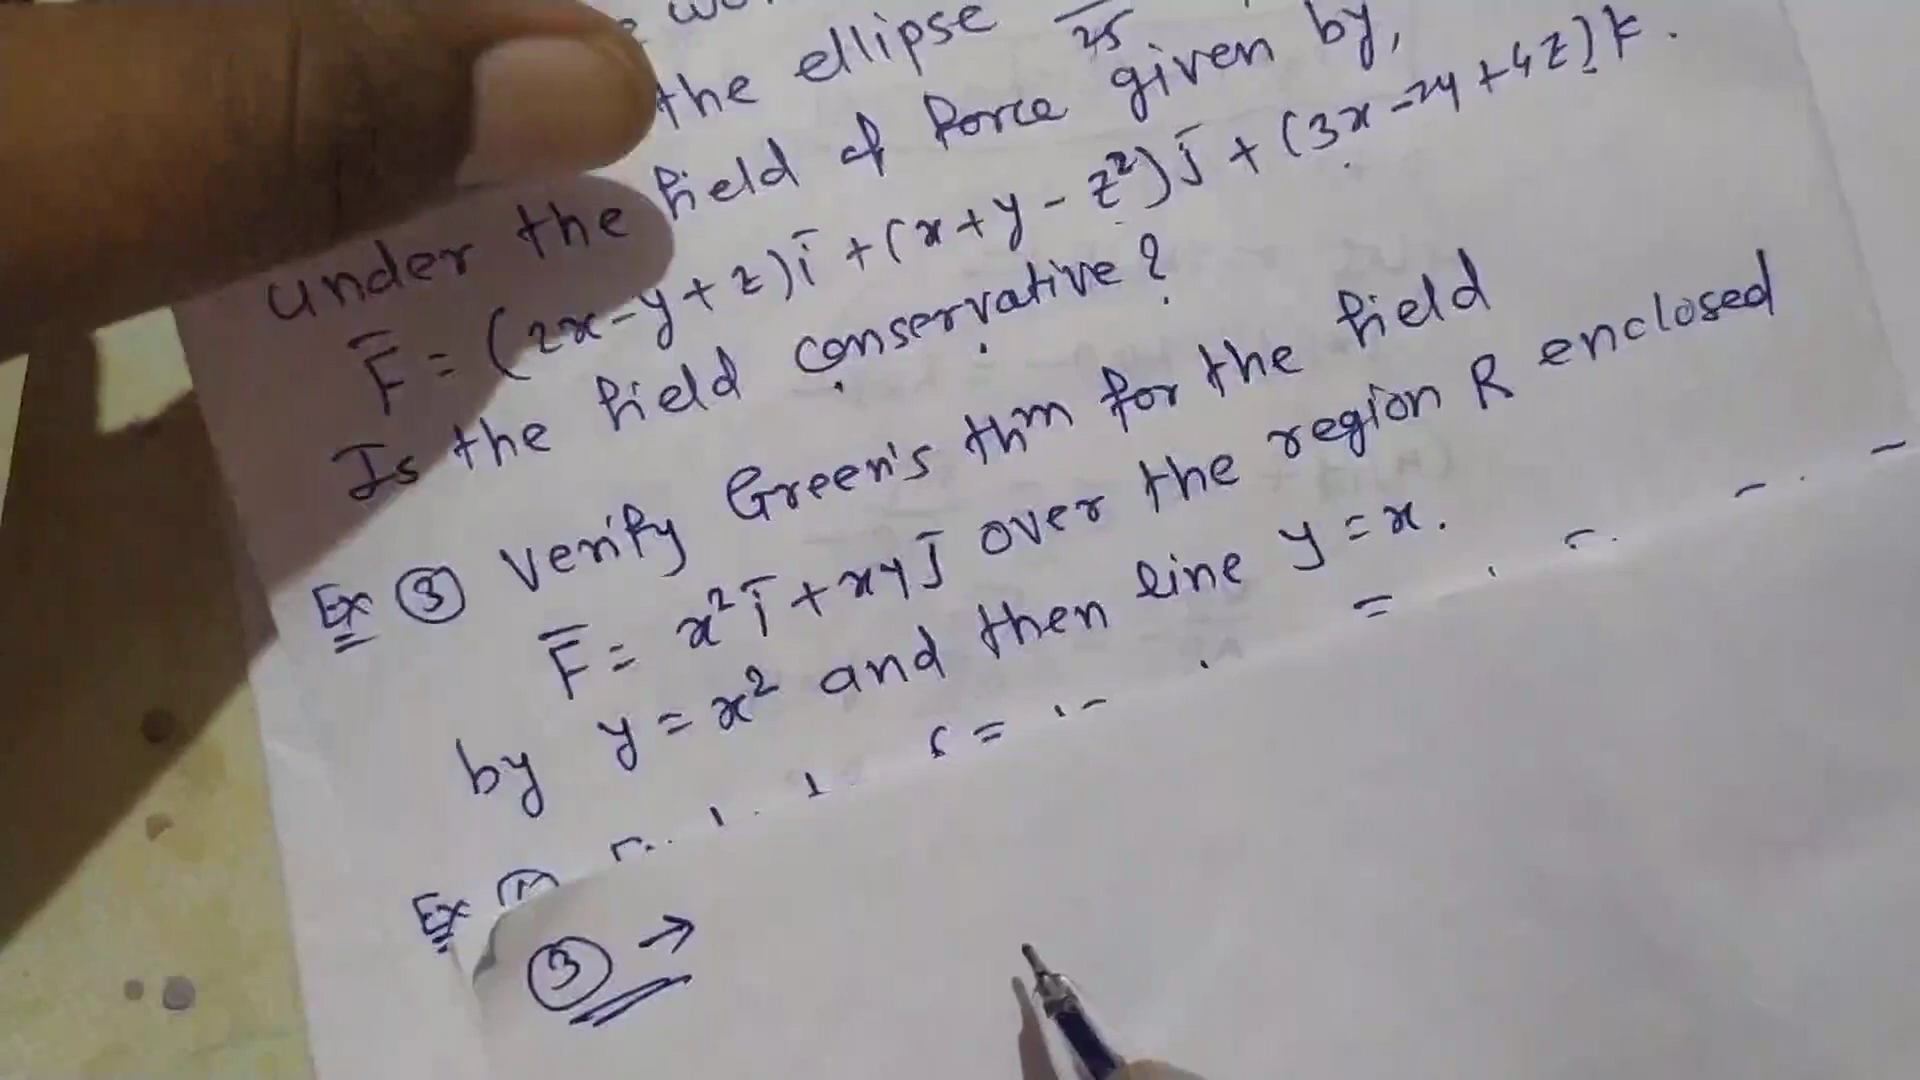 the ellipse 25
under the field of force given by,
F̅ = (2x-y+z)i̅ + (x+y-z²)j̅ + (3x-2y+4z)k.
Is the field conservative?
Ex ③ Verify Green's thm for the field
F̅ = x²i̅ + xyj̅ over the region R enclosed
by y = x² and then line y = x.
Ex
③ →